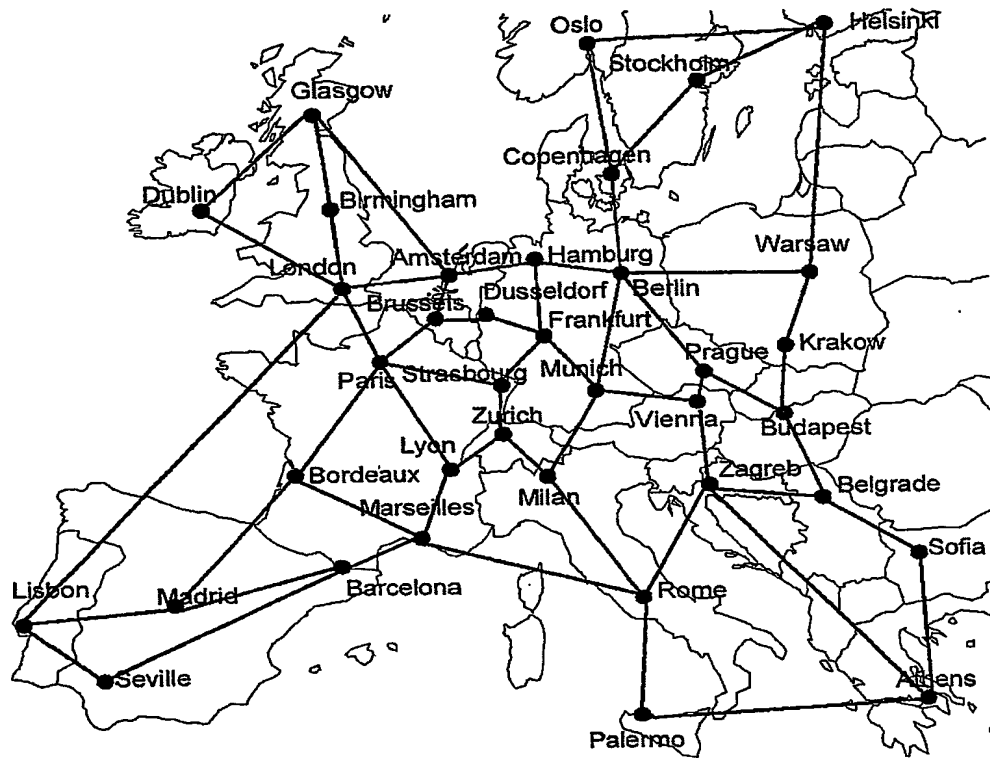 Oslo
Helsinki
Stockholm
Glasgow
Copenhagen
Dublin
Birmingham
Warsaw
London
Amsterdam
Hamburg
Brussels
Dusseldorf
Berlin
Frankfurt
Krakow
Paris
Strasbourg
Munich
Prague
Zurich
Vienna
Budapest
Lyon
Bordeaux
Milan
Zagreb
Belgrade
Marseilles
Sofia
Lisbon
Madrid
Barcelona
Rome
Seville
Athens
Palermo